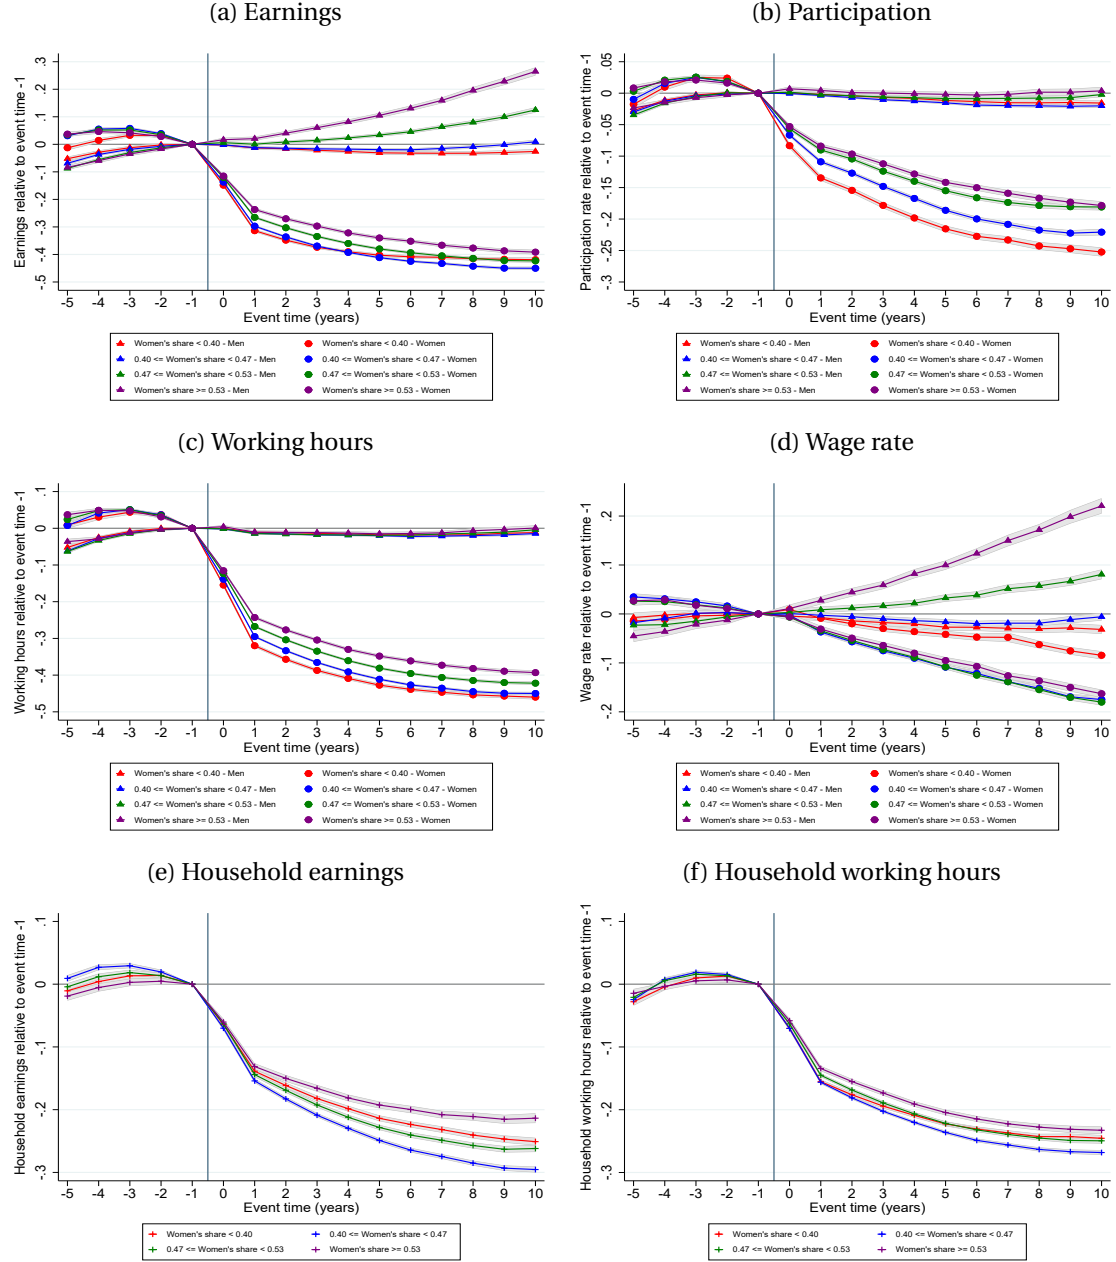 (a) Earnings
Earnings relative to event time -1
.3
.2
.1
0
-.1
-.2
-.3
-.4
-.5
-5 -4 -3 -2 -1 0 1 2 3 4 5 6 7 8 9 10
Event time (years)
Women's share < 0.40 - Men
Women's share < 0.40 - Women
0.40 <= Women's share < 0.47 - Men
0.40 <= Women's share < 0.47 - Women
0.47 <= Women's share < 0.53 - Men
0.47 <= Women's share < 0.53 - Women
Women's share >= 0.53 - Men
Women's share >= 0.53 - Women
(b) Participation
Participation rate relative to event time -1
.05
0
-.05
-.1
-.15
-.2
-.25
-.3
-5 -4 -3 -2 -1 0 1 2 3 4 5 6 7 8 9 10
Event time (years)
Women's share < 0.40 - Men
Women's share < 0.40 - Women
0.40 <= Women's share < 0.47 - Men
0.40 <= Women's share < 0.47 - Women
0.47 <= Women's share < 0.53 - Men
0.47 <= Women's share < 0.53 - Women
Women's share >= 0.53 - Men
Women's share >= 0.53 - Women
(c) Working hours
Working hours relative to event time -1
.1
0
-.1
-.2
-.3
-.4
-.5
-5 -4 -3 -2 -1 0 1 2 3 4 5 6 7 8 9 10
Event time (years)
Women's share < 0.40 - Men
Women's share < 0.40 - Women
0.40 <= Women's share < 0.47 - Men
0.40 <= Women's share < 0.47 - Women
0.47 <= Women's share < 0.53 - Men
0.47 <= Women's share < 0.53 - Women
Women's share >= 0.53 - Men
Women's share >= 0.53 - Women
(d) Wage rate
Wage rate relative to event time -1
.2
.1
0
-.1
-.2
-5 -4 -3 -2 -1 0 1 2 3 4 5 6 7 8 9 10
Event time (years)
Women's share < 0.40 - Men
Women's share < 0.40 - Women
0.40 <= Women's share < 0.47 - Men
0.40 <= Women's share < 0.47 - Women
0.47 <= Women's share < 0.53 - Men
0.47 <= Women's share < 0.53 - Women
Women's share >= 0.53 - Men
Women's share >= 0.53 - Women
(e) Household earnings
Household earnings relative to event time -1
.1
0
-.1
-.2
-.3
-5 -4 -3 -2 -1 0 1 2 3 4 5 6 7 8 9 10
Event time (years)
Women's share < 0.40
0.40 <= Women's share < 0.47
0.47 <= Women's share < 0.53
Women's share >= 0.53
(f) Household working hours
Household working hours relative to event time -1
.1
0
-.1
-.2
-.3
-5 -4 -3 -2 -1 0 1 2 3 4 5 6 7 8 9 10
Event time (years)
Women's share < 0.40
0.40 <= Women's share < 0.47
0.47 <= Women's share < 0.53
Women's share >= 0.53